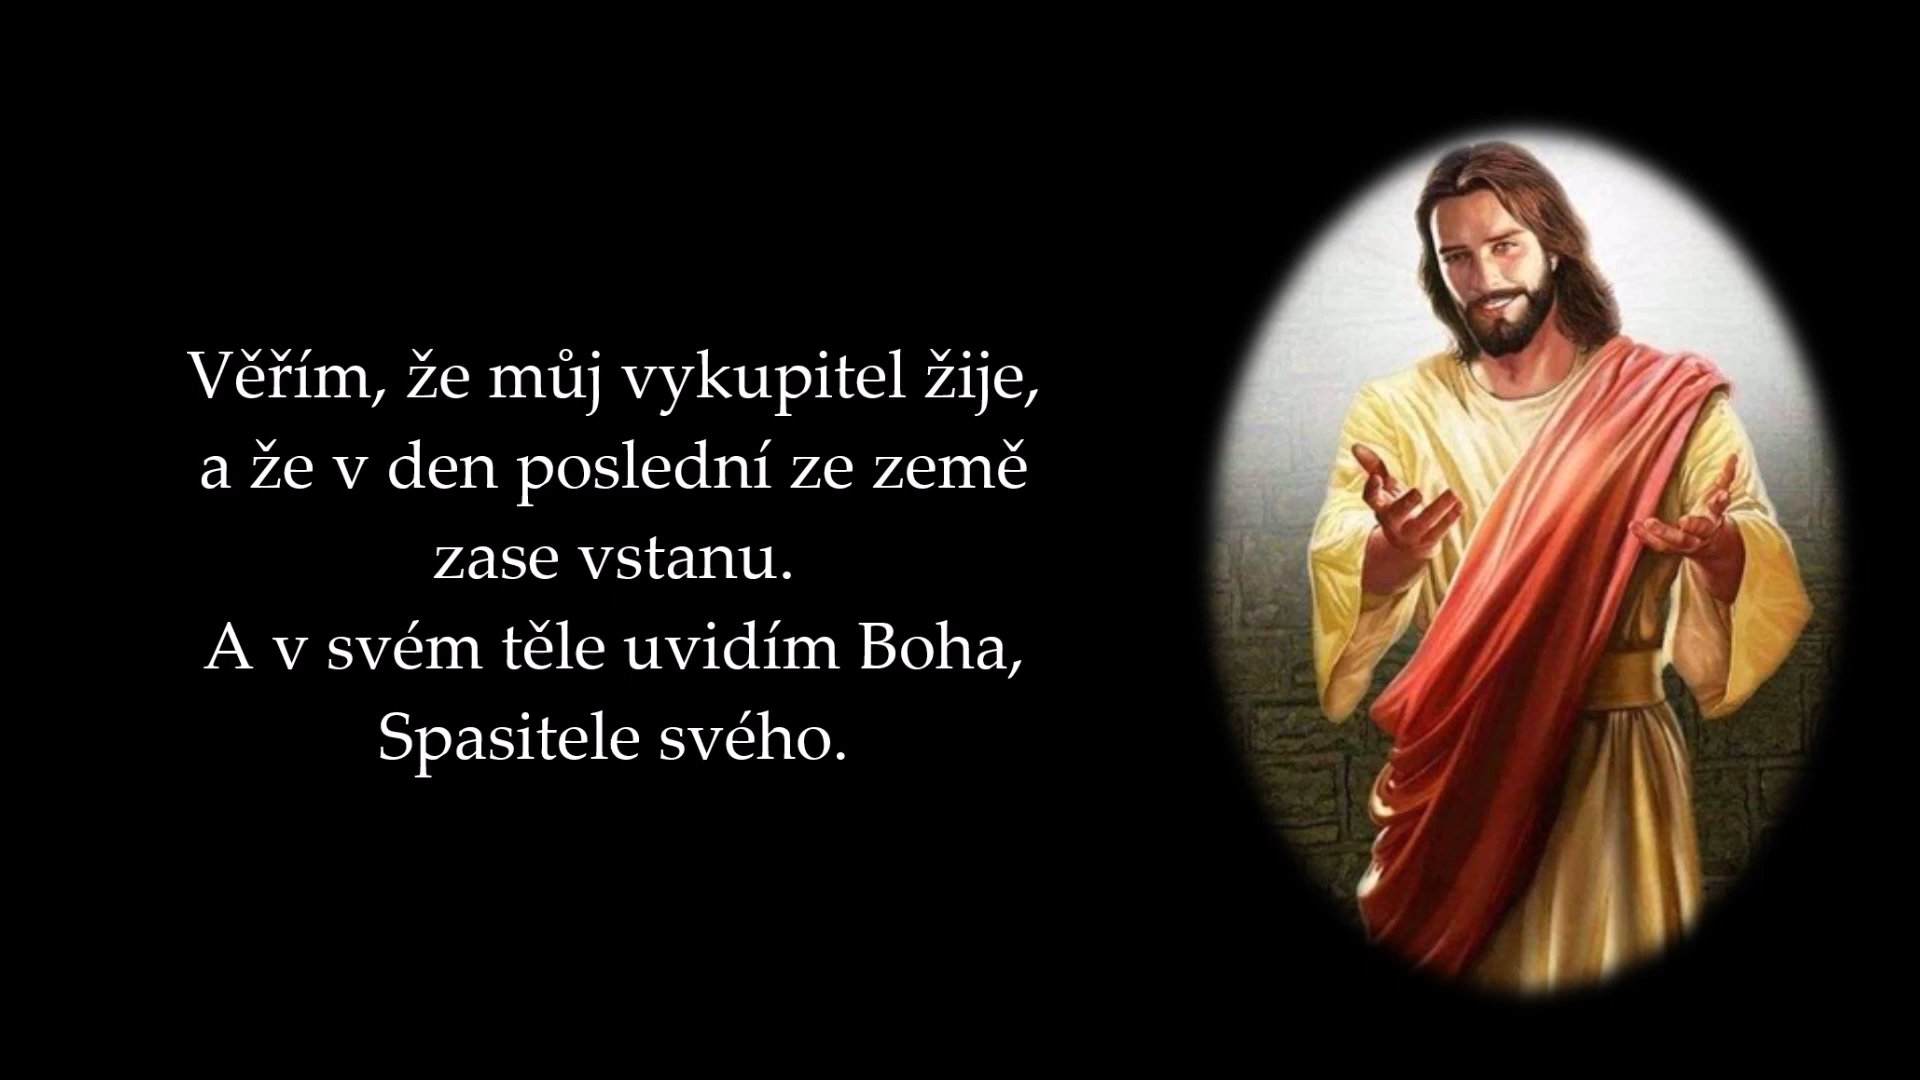 Věřím, že můj vykupitel žije,
a že v den poslední ze země
zase vstanu.
A v svém těle uvidím Boha,
Spasitele svého.